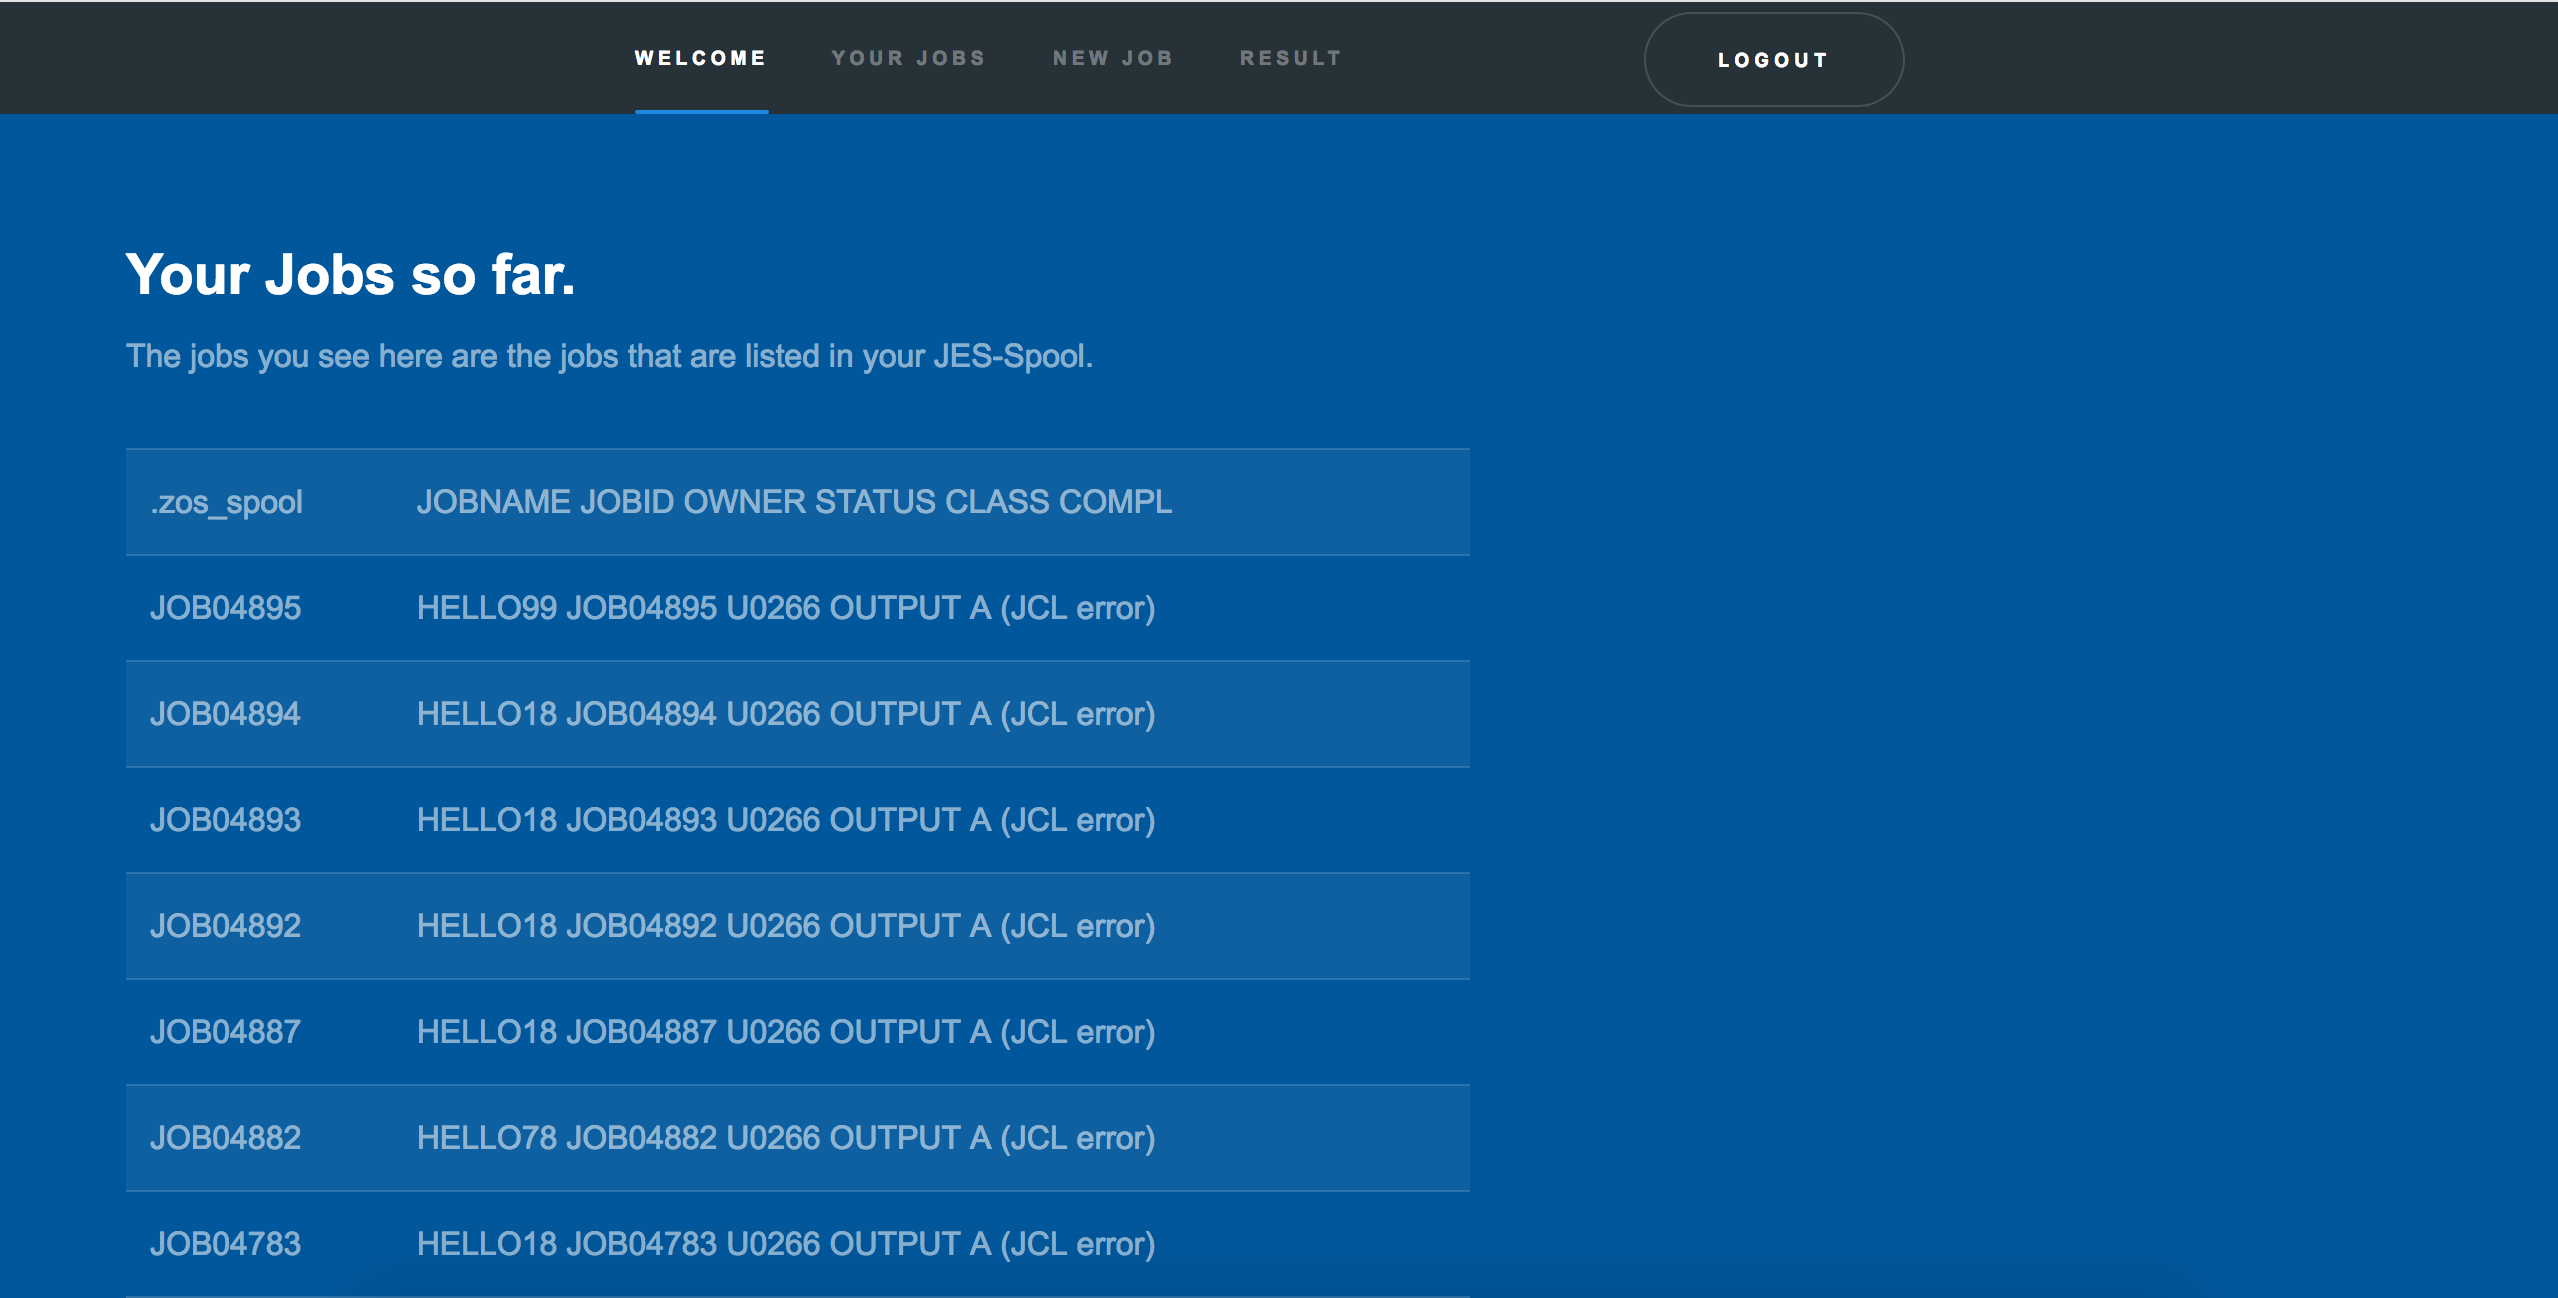 WELCOME YOUR JOBS NEW JOB RESULT LOGOUT
Your Jobs so far.
The jobs you see here are the jobs that are listed in your JES-Spool.
.zos_spool JOBNAME JOBID OWNER STATUS CLASS COMPL
JOB04895 HELLO99 JOB04895 U0266 OUTPUT A (JCL error)
JOB04894 HELLO18 JOB04894 U0266 OUTPUT A (JCL error)
JOB04893 HELLO18 JOB04893 U0266 OUTPUT A (JCL error)
JOB04892 HELLO18 JOB04892 U0266 OUTPUT A (JCL error)
JOB04887 HELLO18 JOB04887 U0266 OUTPUT A (JCL error)
JOB04882 HELLO78 JOB04882 U0266 OUTPUT A (JCL error)
JOB04783 HELLO18 JOB04783 U0266 OUTPUT A (JCL error)